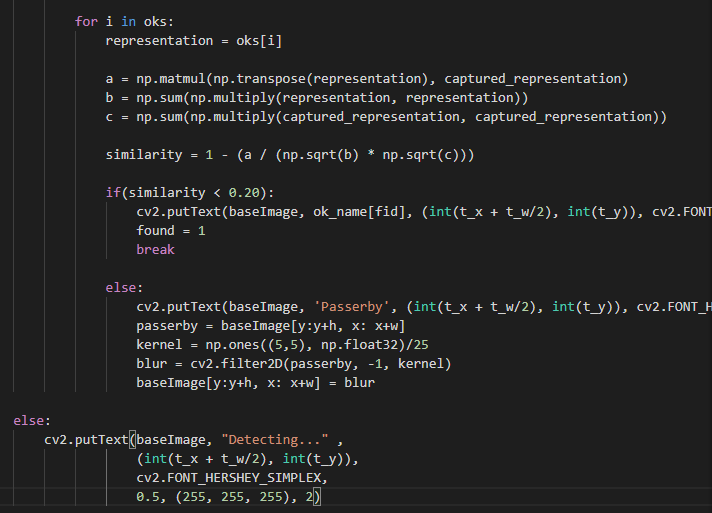 for i in oks:
representation = oks[i]
a = np.matmul(np.transpose(representation), captured_representation)
b = np.sum(np.multiply(representation, representation))
c = np.sum(np.multiply(captured_representation, captured_representation))
similarity = 1 - (a / (np.sqrt(b) * np.sqrt(c)))
if(similarity < 0.20):
cv2.putText(baseImage, ok_name[fid], (int(t_x + t_w/2), int(t_y)), cv2.FONT
found = 1
break
else:
cv2.putText(baseImage, 'Passerby', (int(t_x + t_w/2), int(t_y)), cv2.FONT_H
passerby = baseImage[y:y+h, x: x+w]
kernel = np.ones((5,5), np.float32)/25
blur = cv2.filter2D(passerby, -1, kernel)
baseImage[y:y+h, x: x+w] = blur
else:
cv2.putText(baseImage, "Detecting..." ,
(int(t_x + t_w/2), int(t_y)),
cv2.FONT_HERSHEY_SIMPLEX,
0.5, (255, 255, 255), 2)